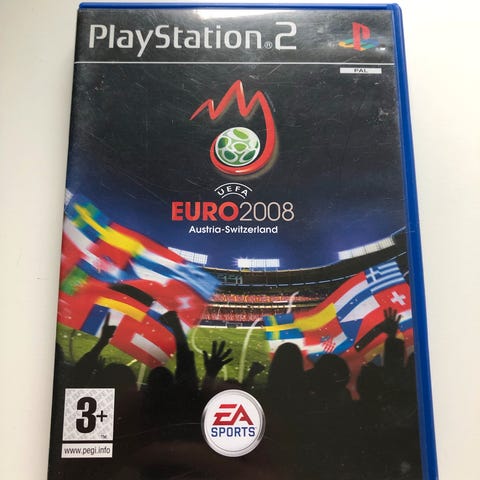 PlayStation®2
PAL
UEFA
EURO2008
Austria-Switzerland
3+
www.pegi.info
EA
SPORTS